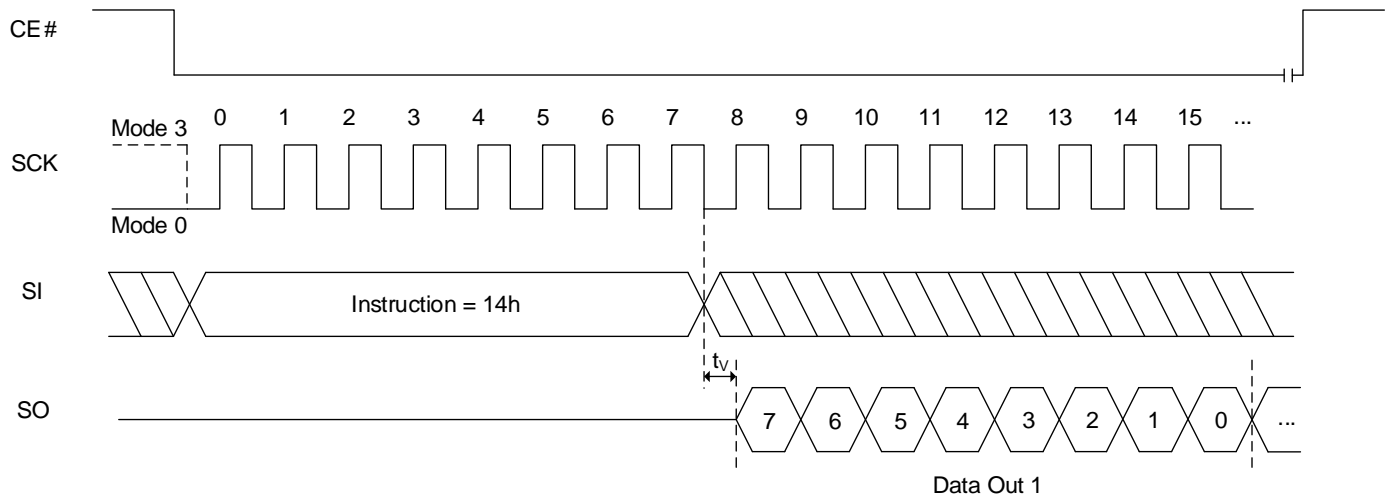 CE#
0 1 2 3 4 5 6 7 8 9 10 11 12 13 14 15 ...
Mode 3
SCK
Mode 0
SI
Instruction = 14h
tV
SO
7 6 5 4 3 2 1 0 ...
Data Out 1